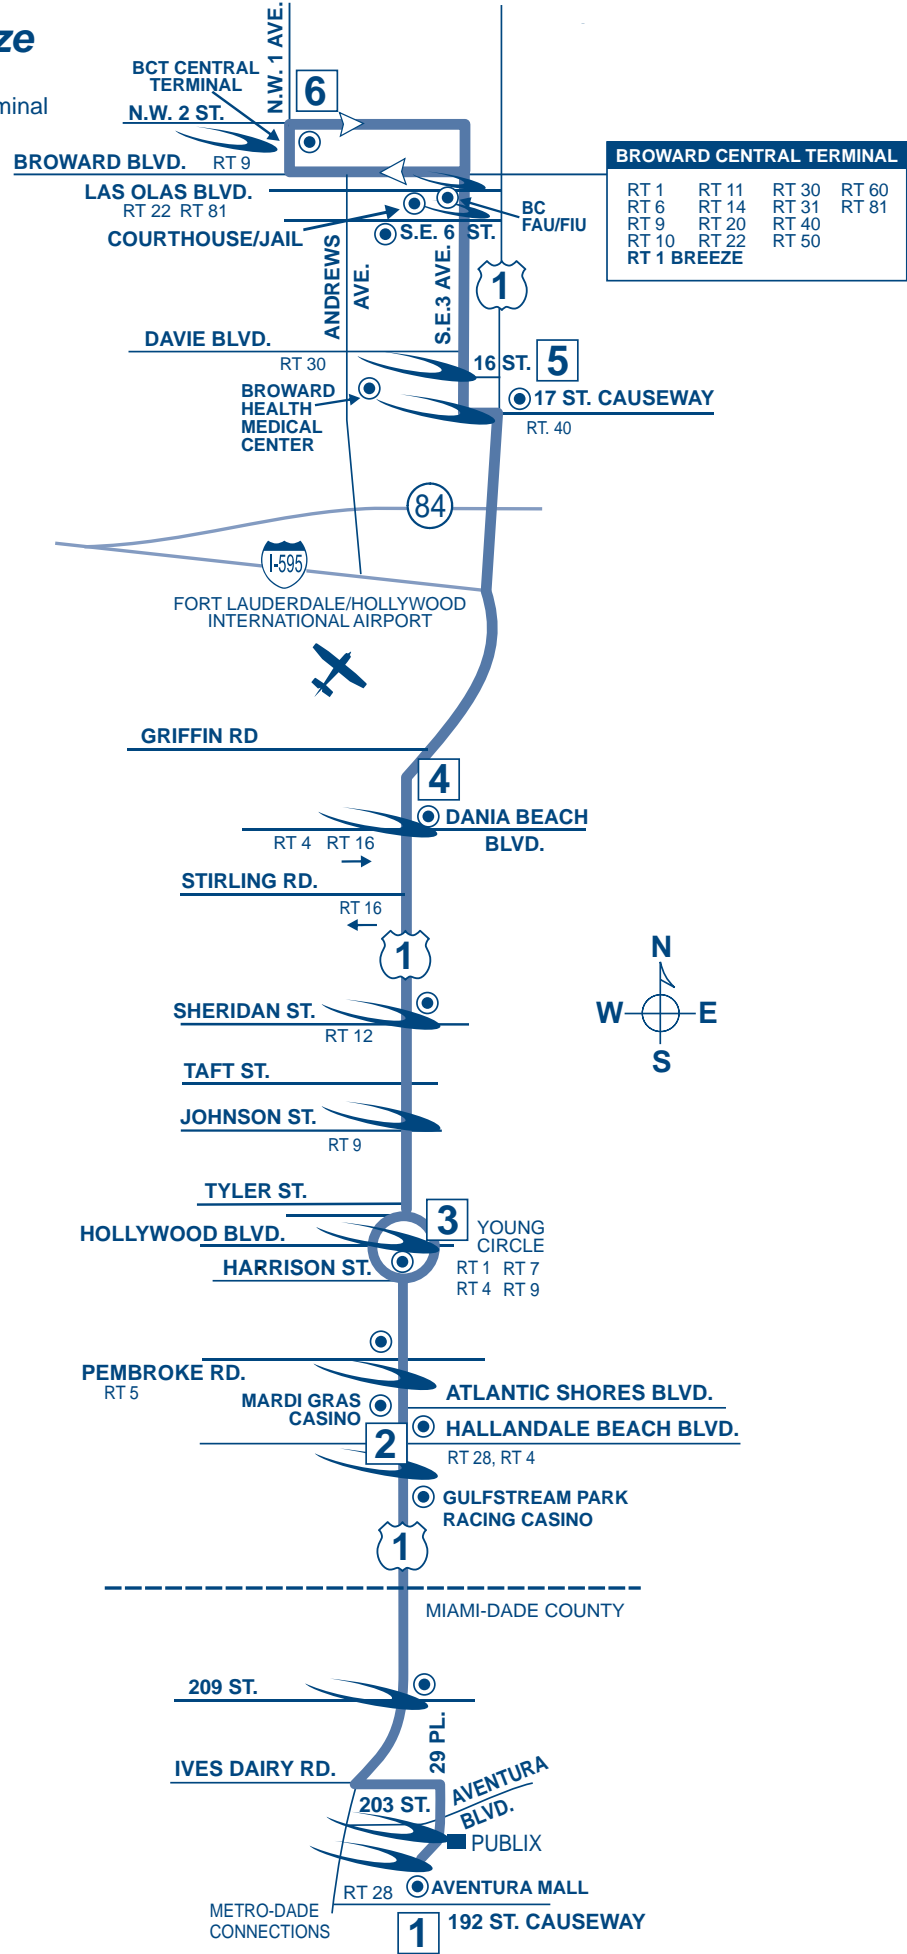 ze
minal
N.W. 1 AVE.
BCT CENTRAL
TERMINAL
6
N.W. 2 ST.
BROWARD BLVD. RT 9
LAS OLAS BLVD.
RT 22 RT 81
COURTHOUSE/JAIL
S.E. 6 ST.
BC
FAU/FIU
BROWARD CENTRAL TERMINAL
RT 1 RT 11 RT 30 RT 60
RT 6 RT 14 RT 31 RT 81
RT 9 RT 20 RT 40
RT 10 RT 22 RT 50
RT 1 BREEZE
ANDREWS
AVE.
S.E.3 AVE.
1
DAVIE BLVD.
RT 30
16 ST.
5
BROWARD
HEALTH
MEDICAL
CENTER
17 ST. CAUSEWAY
RT. 40
84
I-595
FORT LAUDERDALE/HOLLYWOOD
INTERNATIONAL AIRPORT
GRIFFIN RD
4
DANIA BEACH
BLVD.
RT 4 RT 16
STIRLING RD.
RT 16
1
N
W E
S
SHERIDAN ST.
RT 12
TAFT ST.
JOHNSON ST.
RT 9
TYLER ST.
3
YOUNG
CIRCLE
HOLLYWOOD BLVD.
HARRISON ST.
RT 1 RT 7
RT 4 RT 9
PEMBROKE RD.
RT 5
MARDI GRAS
CASINO
ATLANTIC SHORES BLVD.
2
HALLANDALE BEACH BLVD.
RT 28, RT 4
GULFSTREAM PARK
RACING CASINO
1
MIAMI-DADE COUNTY
209 ST.
29 PL.
IVES DAIRY RD.
203 ST.
AVENTURA
BLVD.
PUBLIX
RT 28
AVENTURA MALL
METRO-DADE
CONNECTIONS
1
192 ST. CAUSEWAY